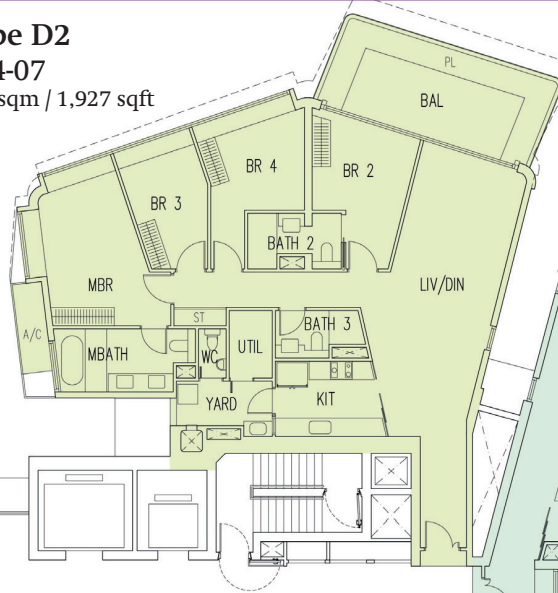 pe D2
4-07
sqm / 1,927 sqft
PL
BAL
BR 4
BR 2
BR 3
BATH 2
MBR
LIV/DIN
ST
BATH 3
A/C
MBATH
WC
UTIL
YARD
KIT